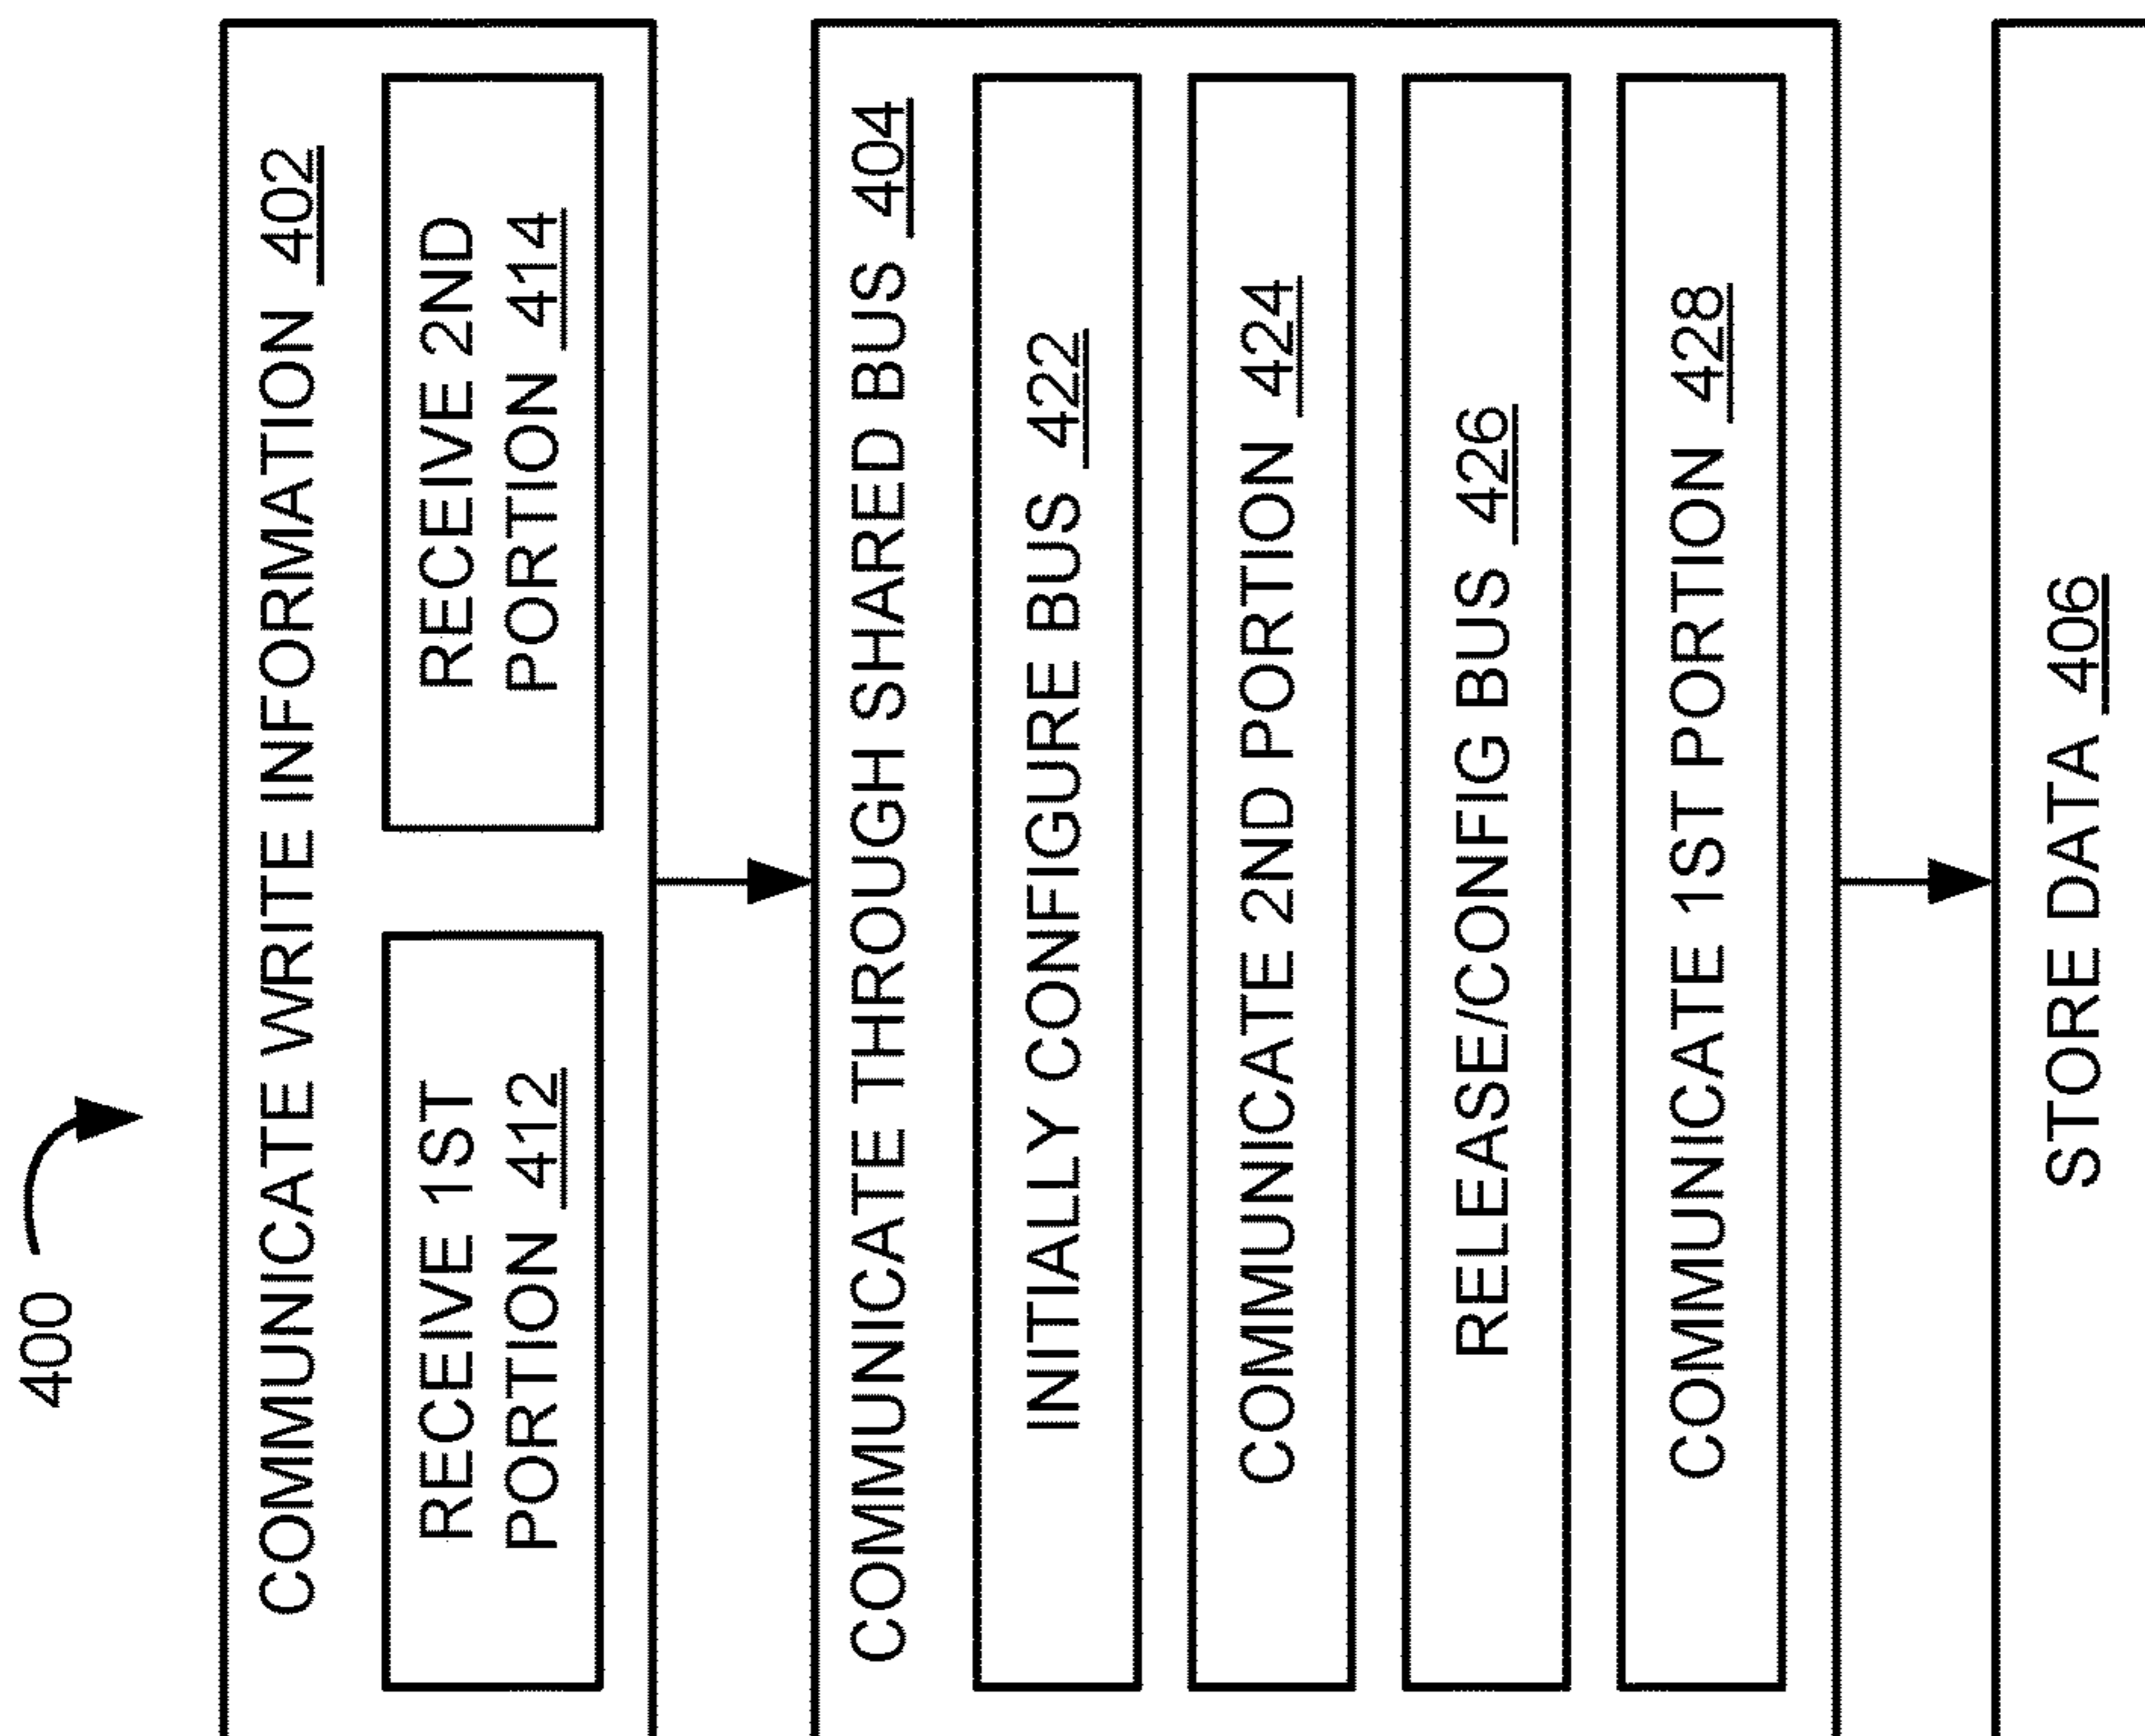 400
COMMUNICATE WRITE INFORMATION 402
RECEIVE 1ST
PORTION 412
RECEIVE 2ND
PORTION 414
COMMUNICATE THROUGH SHARED BUS 404
INITIALLY CONFIGURE BUS 422
COMMUNICATE 2ND PORTION 424
RELEASE/CONFIG BUS 426
COMMUNICATE 1ST PORTION 428
STORE DATA 406